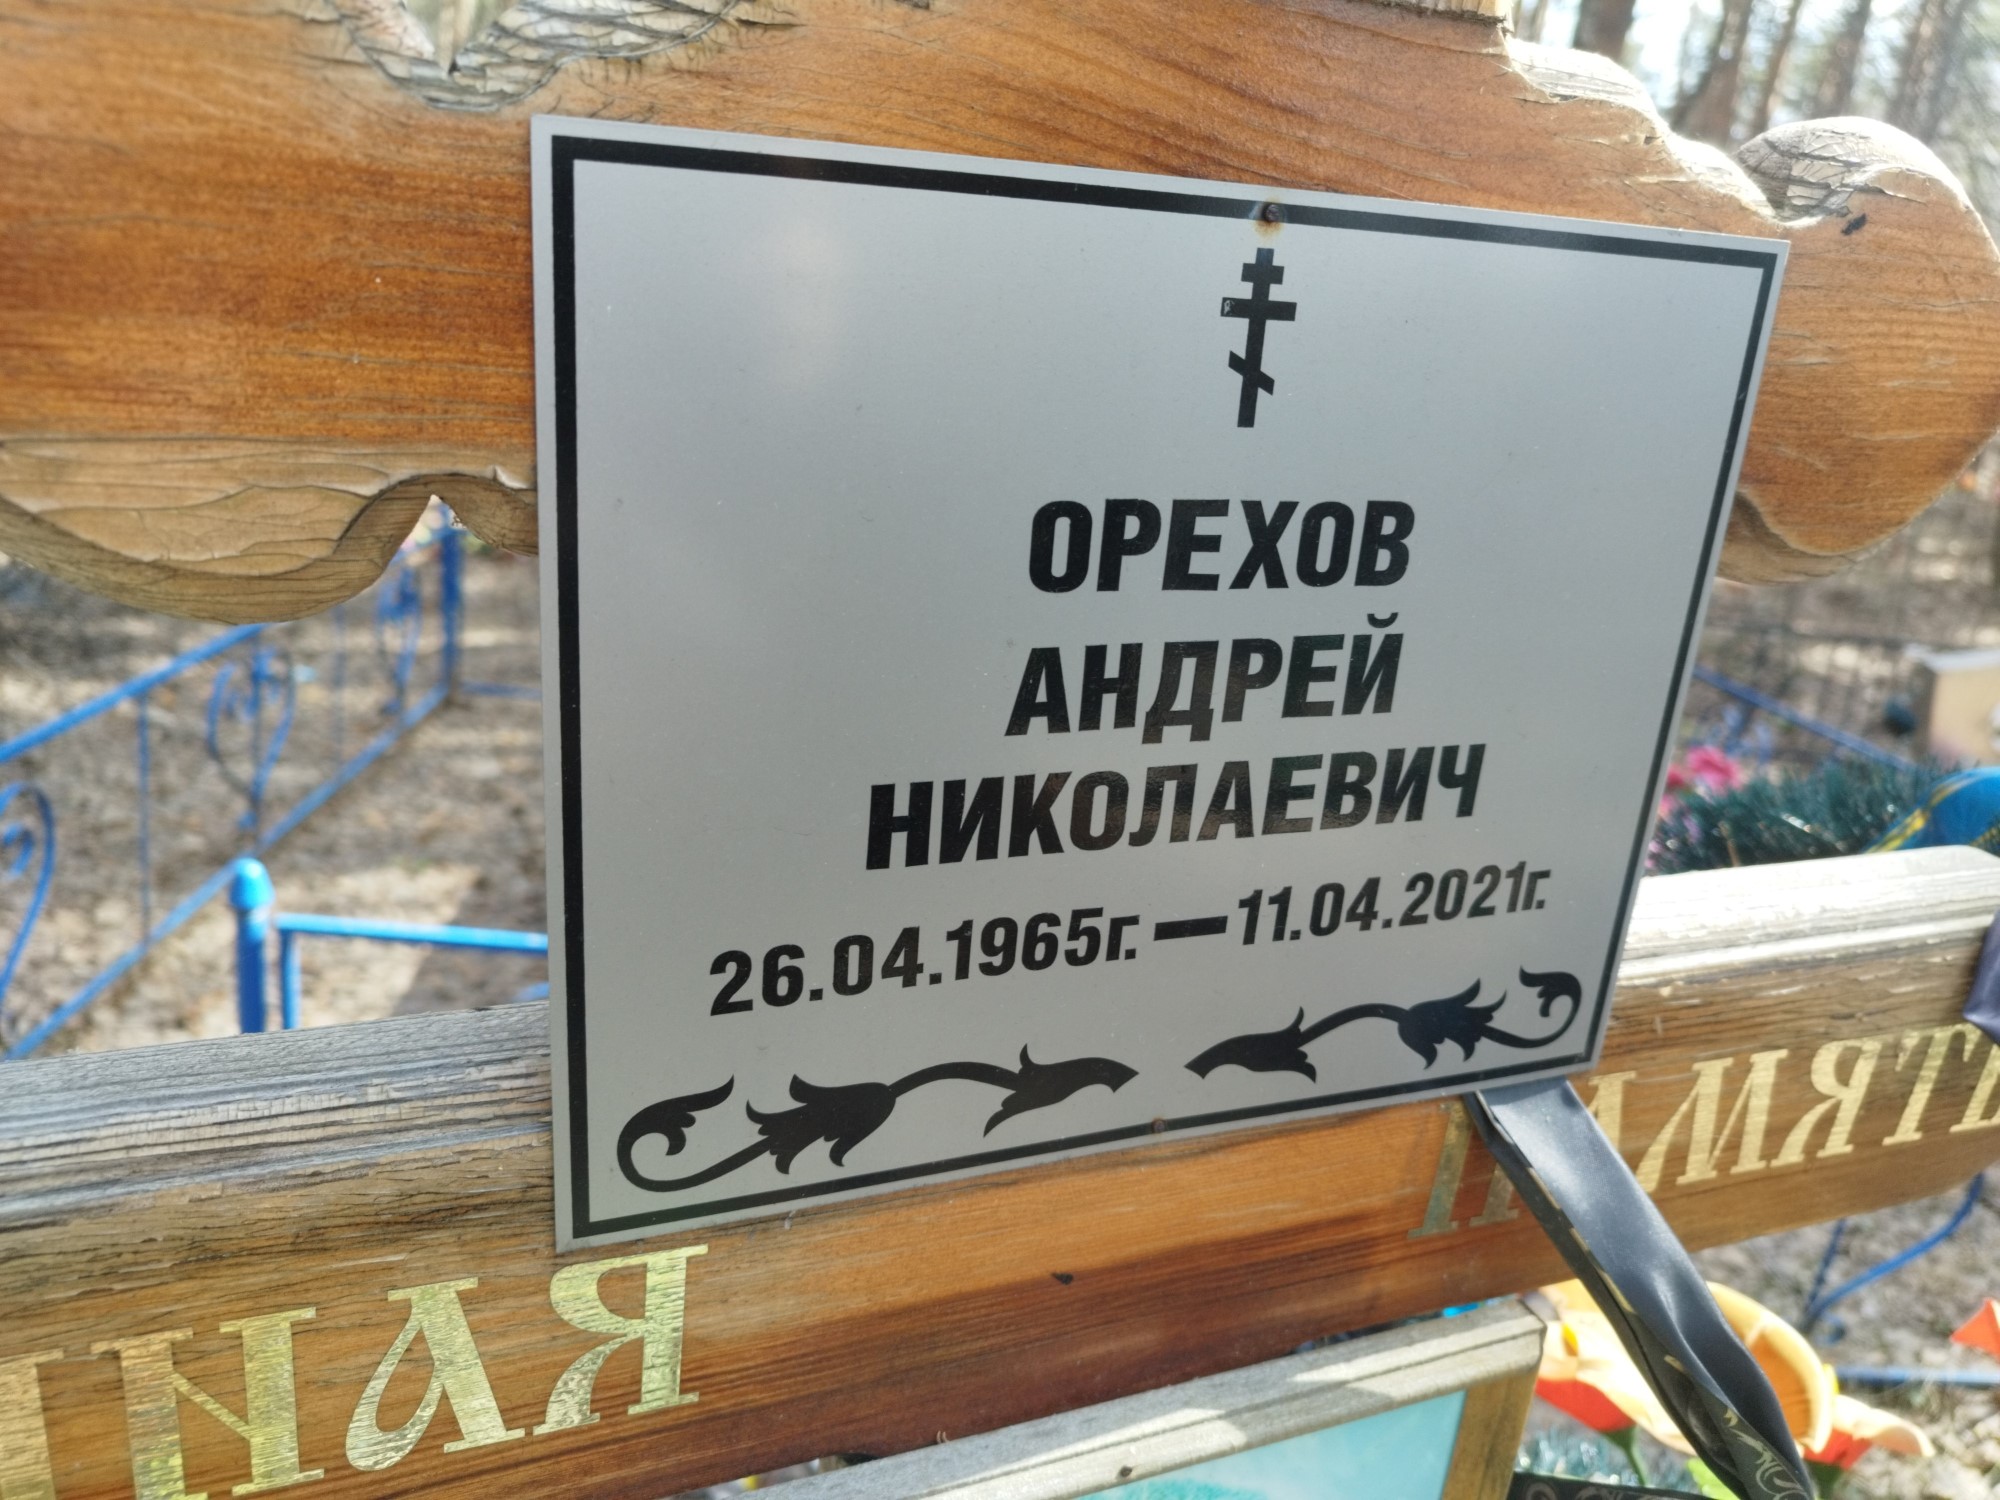 ОРЕХОВ
АНДРЕЙ
НИКОЛАЕВИЧ
26.04.1965г. — 11.04.2021г.